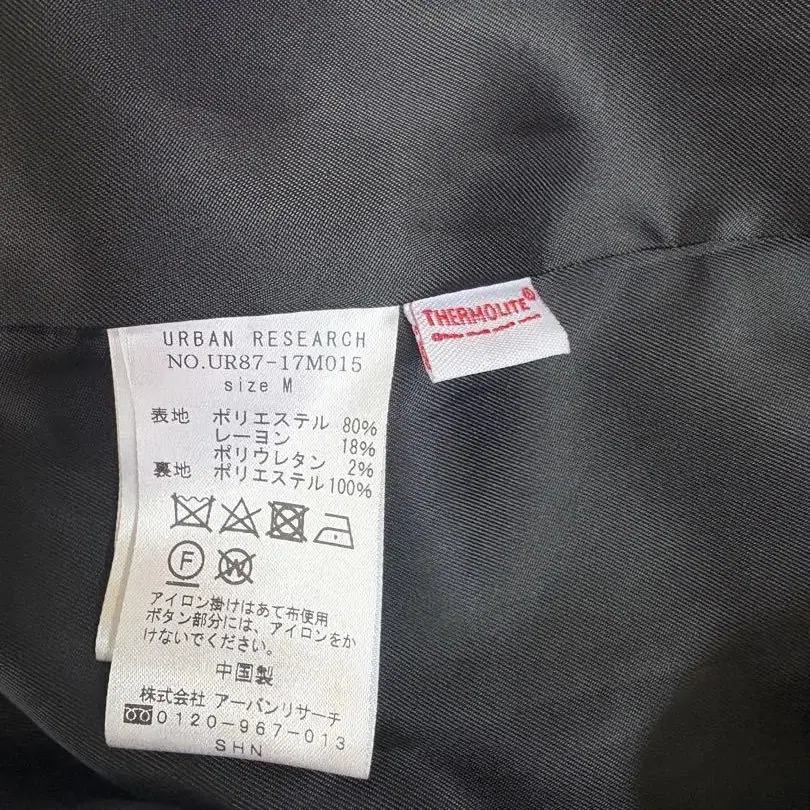 URBAN RESEARCH
NO.UR87-17M015
size M
表地 ポリエステル 80%
レーヨン 18%
ポリウレタン 2%
裏地 ポリエステル 100%
F
W
アイロン掛けはあて布使用
ボタン部分には、アイロンをか
けないでください。
中国製
株式会社 アーバンリサーチ
0120-967-013
SHN
THERMOLITE®